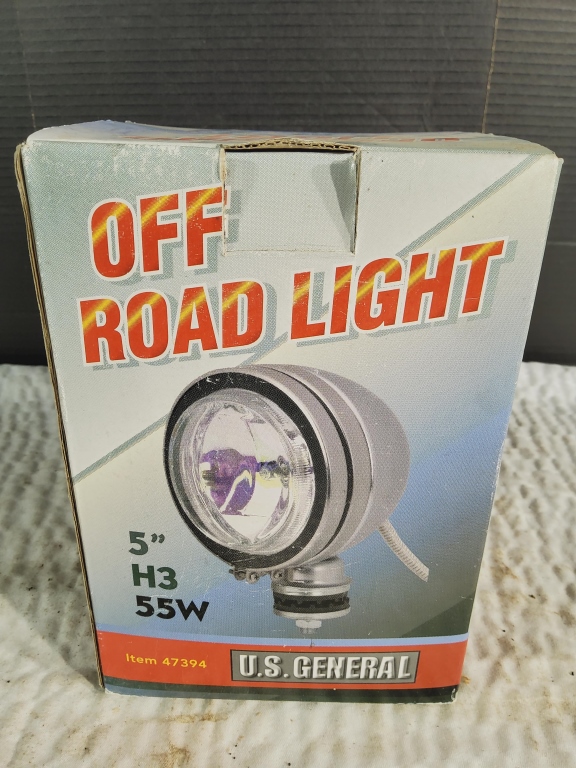 OFF
ROAD LIGHT
5"
H3
55W
Item 47394
U.S. GENERAL